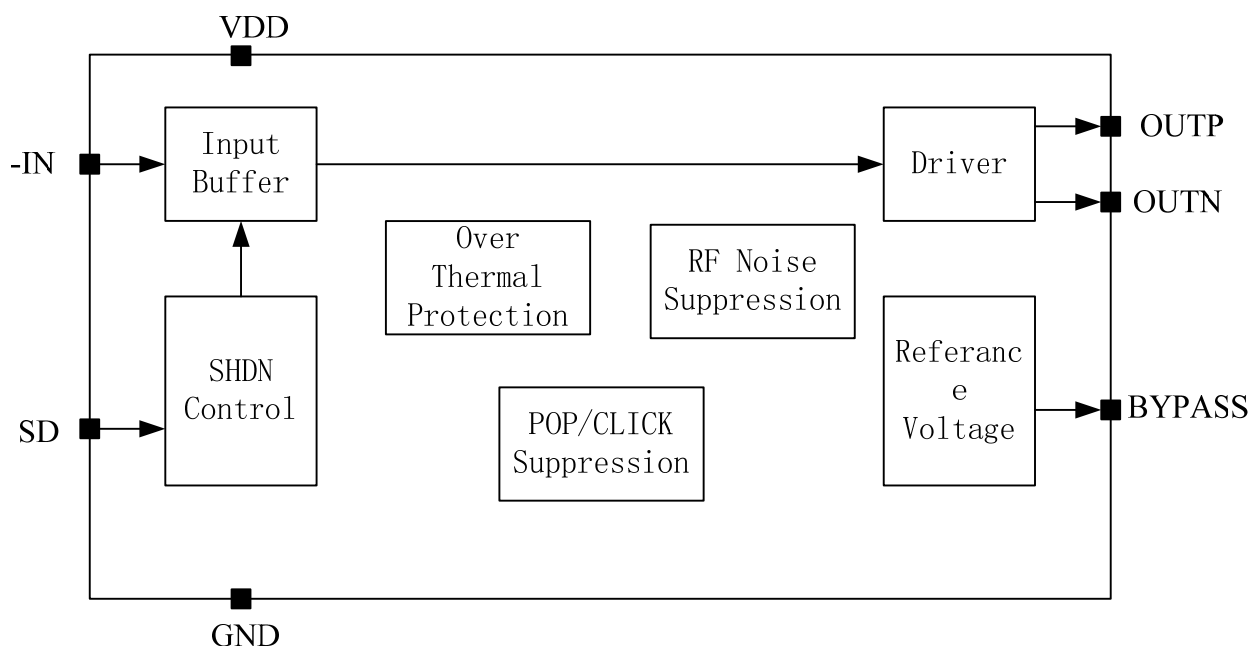 VDD
-IN
Input
Buffer
Driver
OUTP
OUTN
Over
Thermal
Protection
RF Noise
Suppression
SHDN
Control
SD
POP/CLICK
Suppression
Referanc
e
Voltage
BYPASS
GND